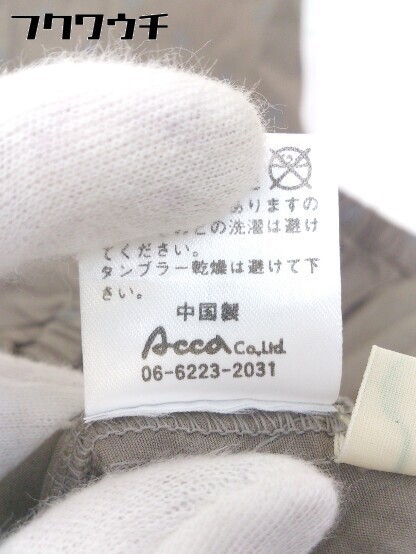 フクワウチ
ありますの
どの洗濯は避け
てください。
タンブラー乾燥は避けて下
さい。
中国製
Acca Co.,Ltd.
06-6223-2031